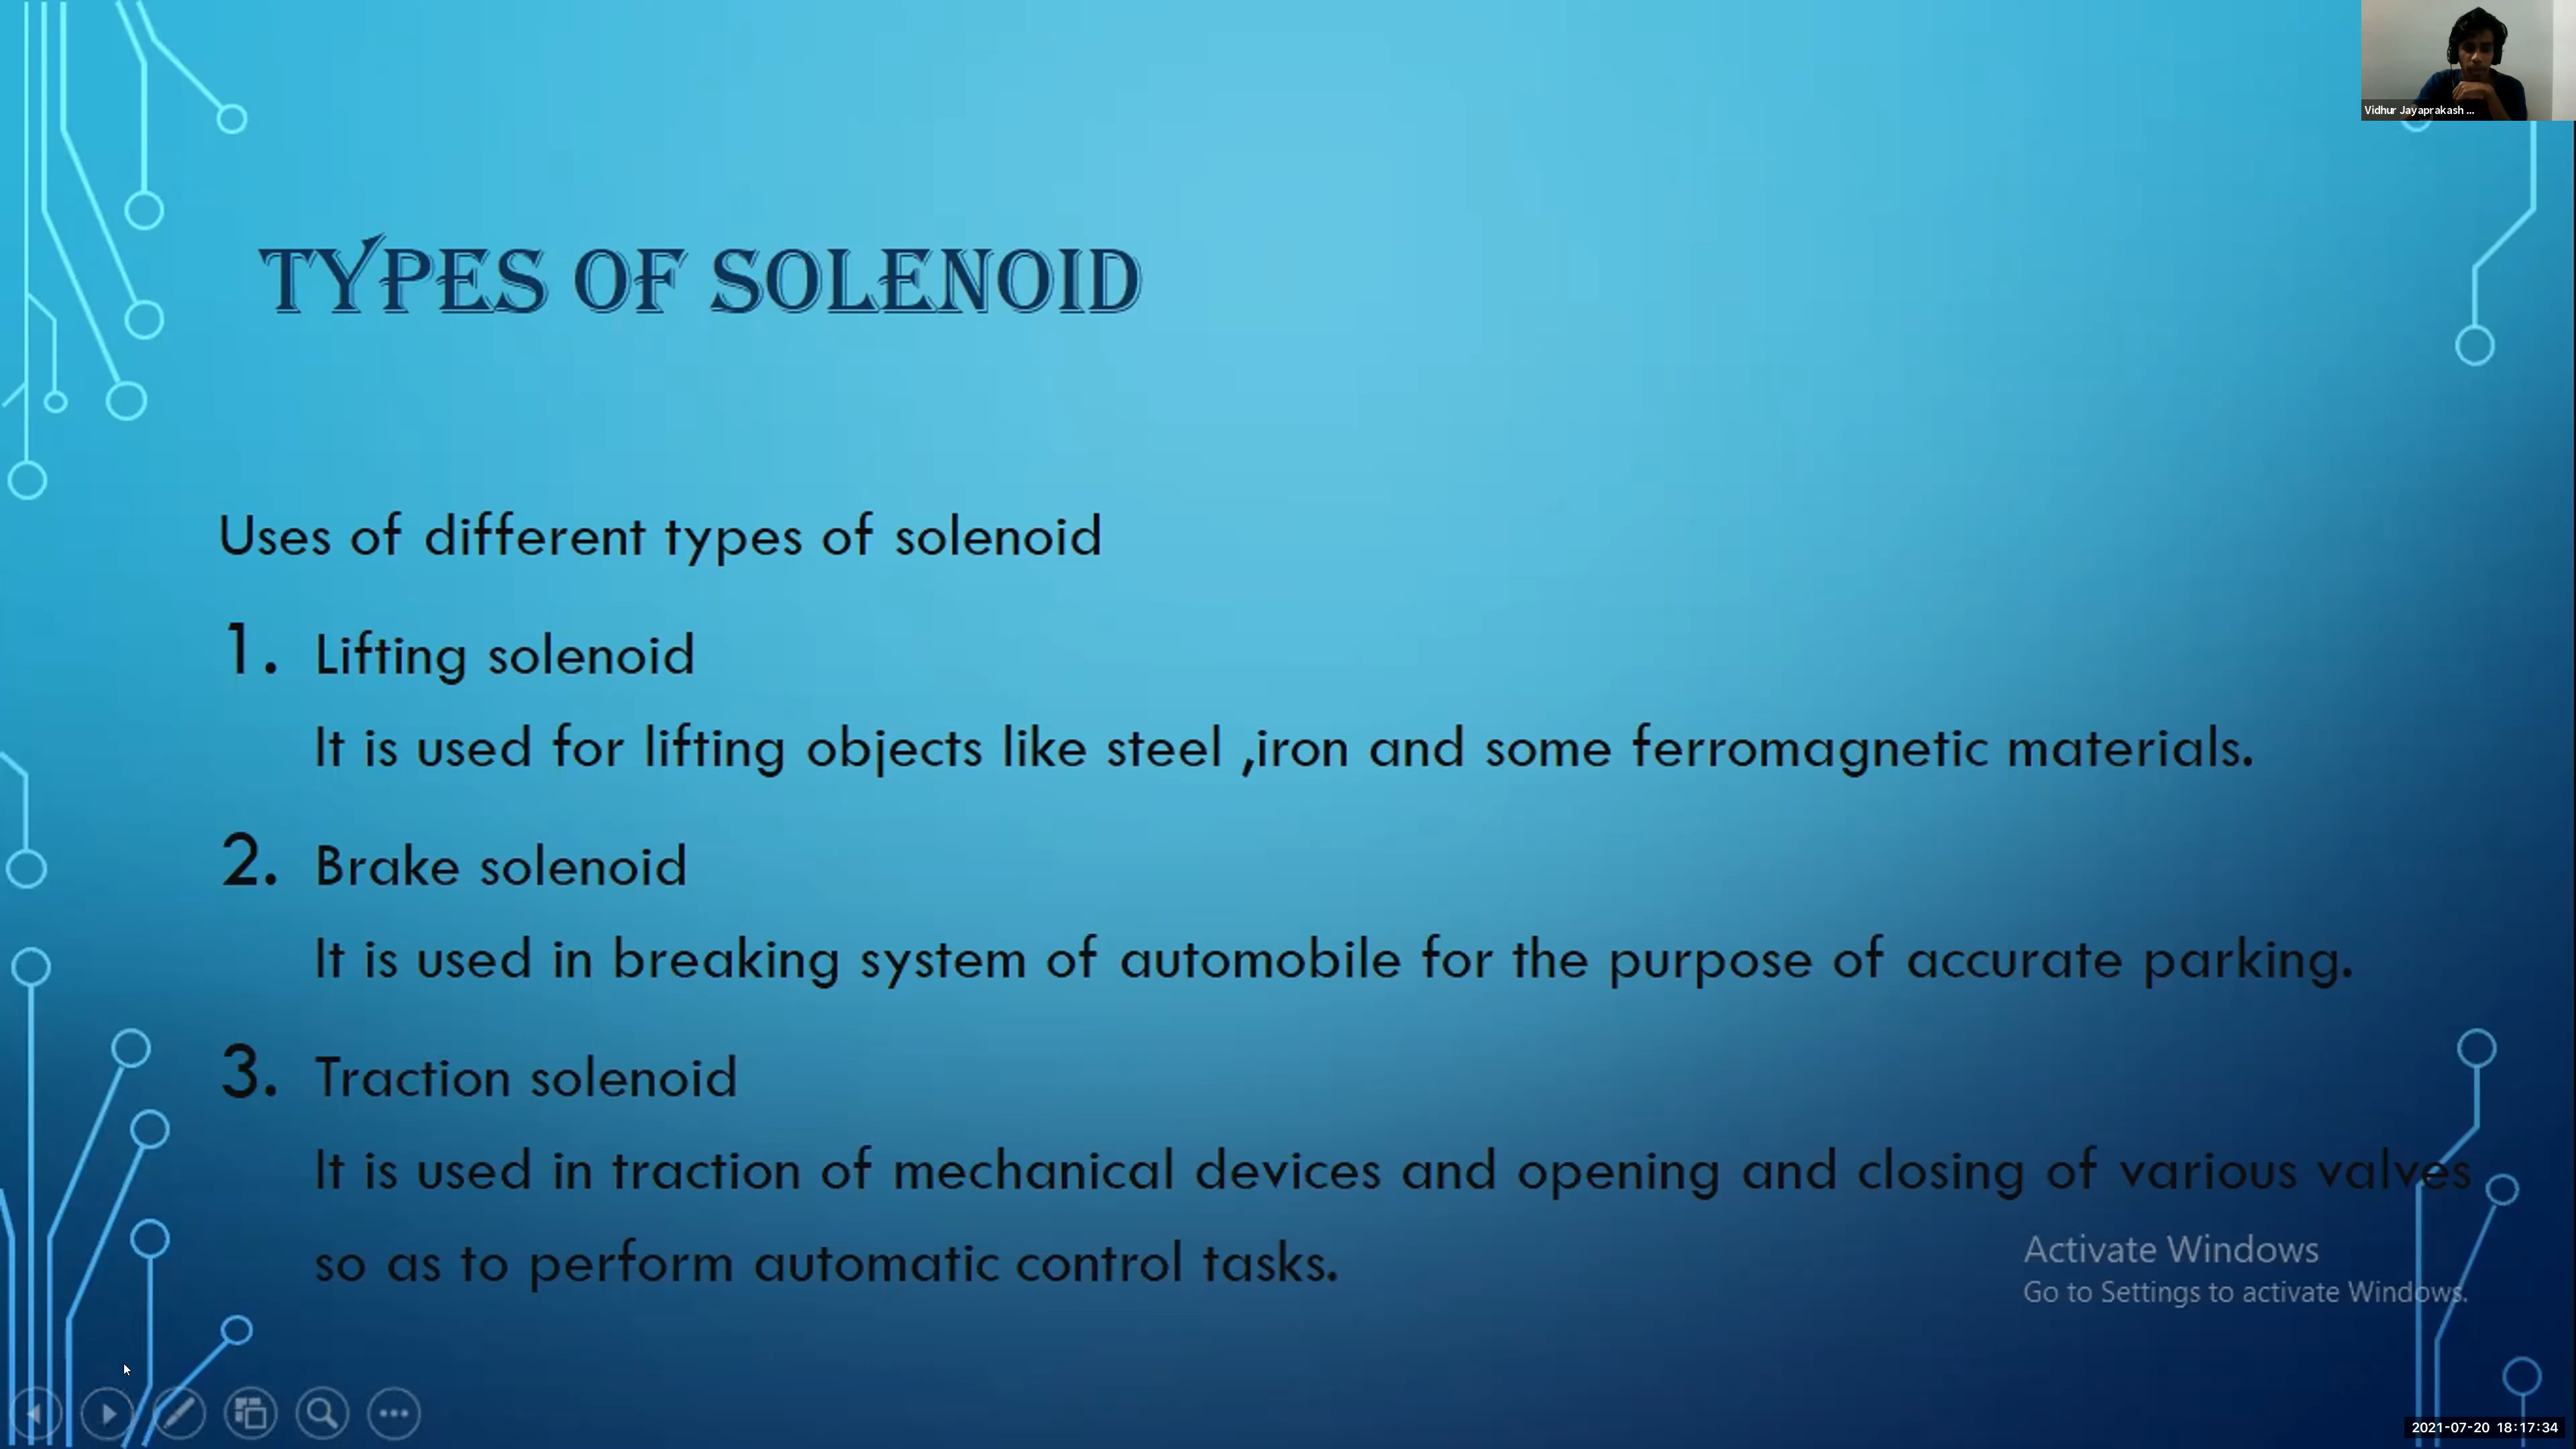 Vidhur Jayaprakash ...
TYPES OF SOLENOID
Uses of different types of solenoid
1. Lifting solenoid
It is used for lifting objects like steel ,iron and some ferromagnetic materials.
2. Brake solenoid
It is used in breaking system of automobile for the purpose of accurate parking.
3. Traction solenoid
It is used in traction of mechanical devices and opening and closing of various valves
so as to perform automatic control tasks.
Activate Windows
Go to Settings to activate Windows.
2021-07-20 18:17:34